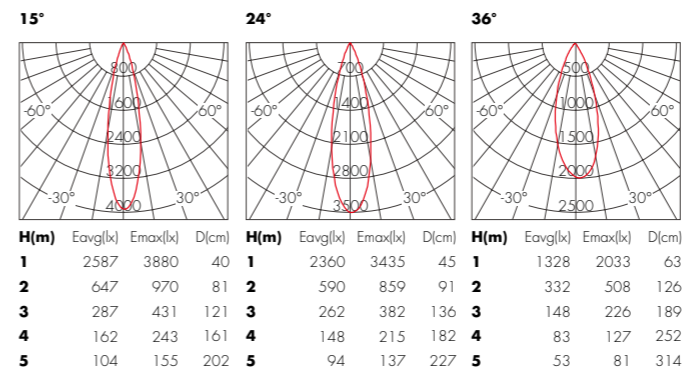 15° 24° 36°
800 700 500
600 1400 1000
-60° 60° -60° 60° -60° 60°
2400 2100 1500
3200 2800 2000
-30° 30° -30° 30° -30° 30°
4000 3500 2500
H(m) Eavg(lx) Emax(lx) D(cm) H(m) Eavg(lx) Emax(lx) D(cm) H(m) Eavg(lx) Emax(lx) D(cm)
1 2587 3880 40 1 2360 3435 45 1 1328 2033 63
2 647 970 81 2 590 859 91 2 332 508 126
3 287 431 121 3 262 382 136 3 148 226 189
4 162 243 161 4 148 215 182 4 83 127 252
5 104 155 202 5 94 137 227 5 53 81 314